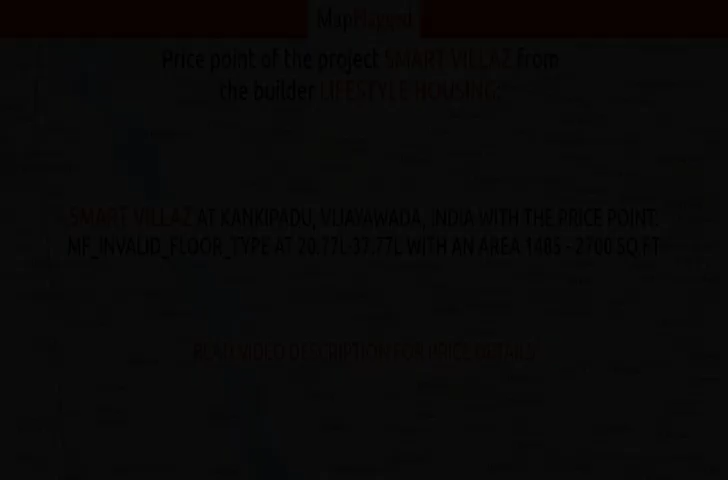 MapFlapped
Price point of the project SMART VILLAZ from
the builder LIFESTYLE HOUSING:
SMART VILLAZ AT KANKIPADU, VIJAYAWADA, INDIA WITH THE PRICE POINT.
MF_INVALID_FLOOR_TYPE AT 20.77L-37.77L WITH AN AREA 1485 - 2700 SQ FT
READ VIDEO DESCRIPTION FOR PRICE DETAILS